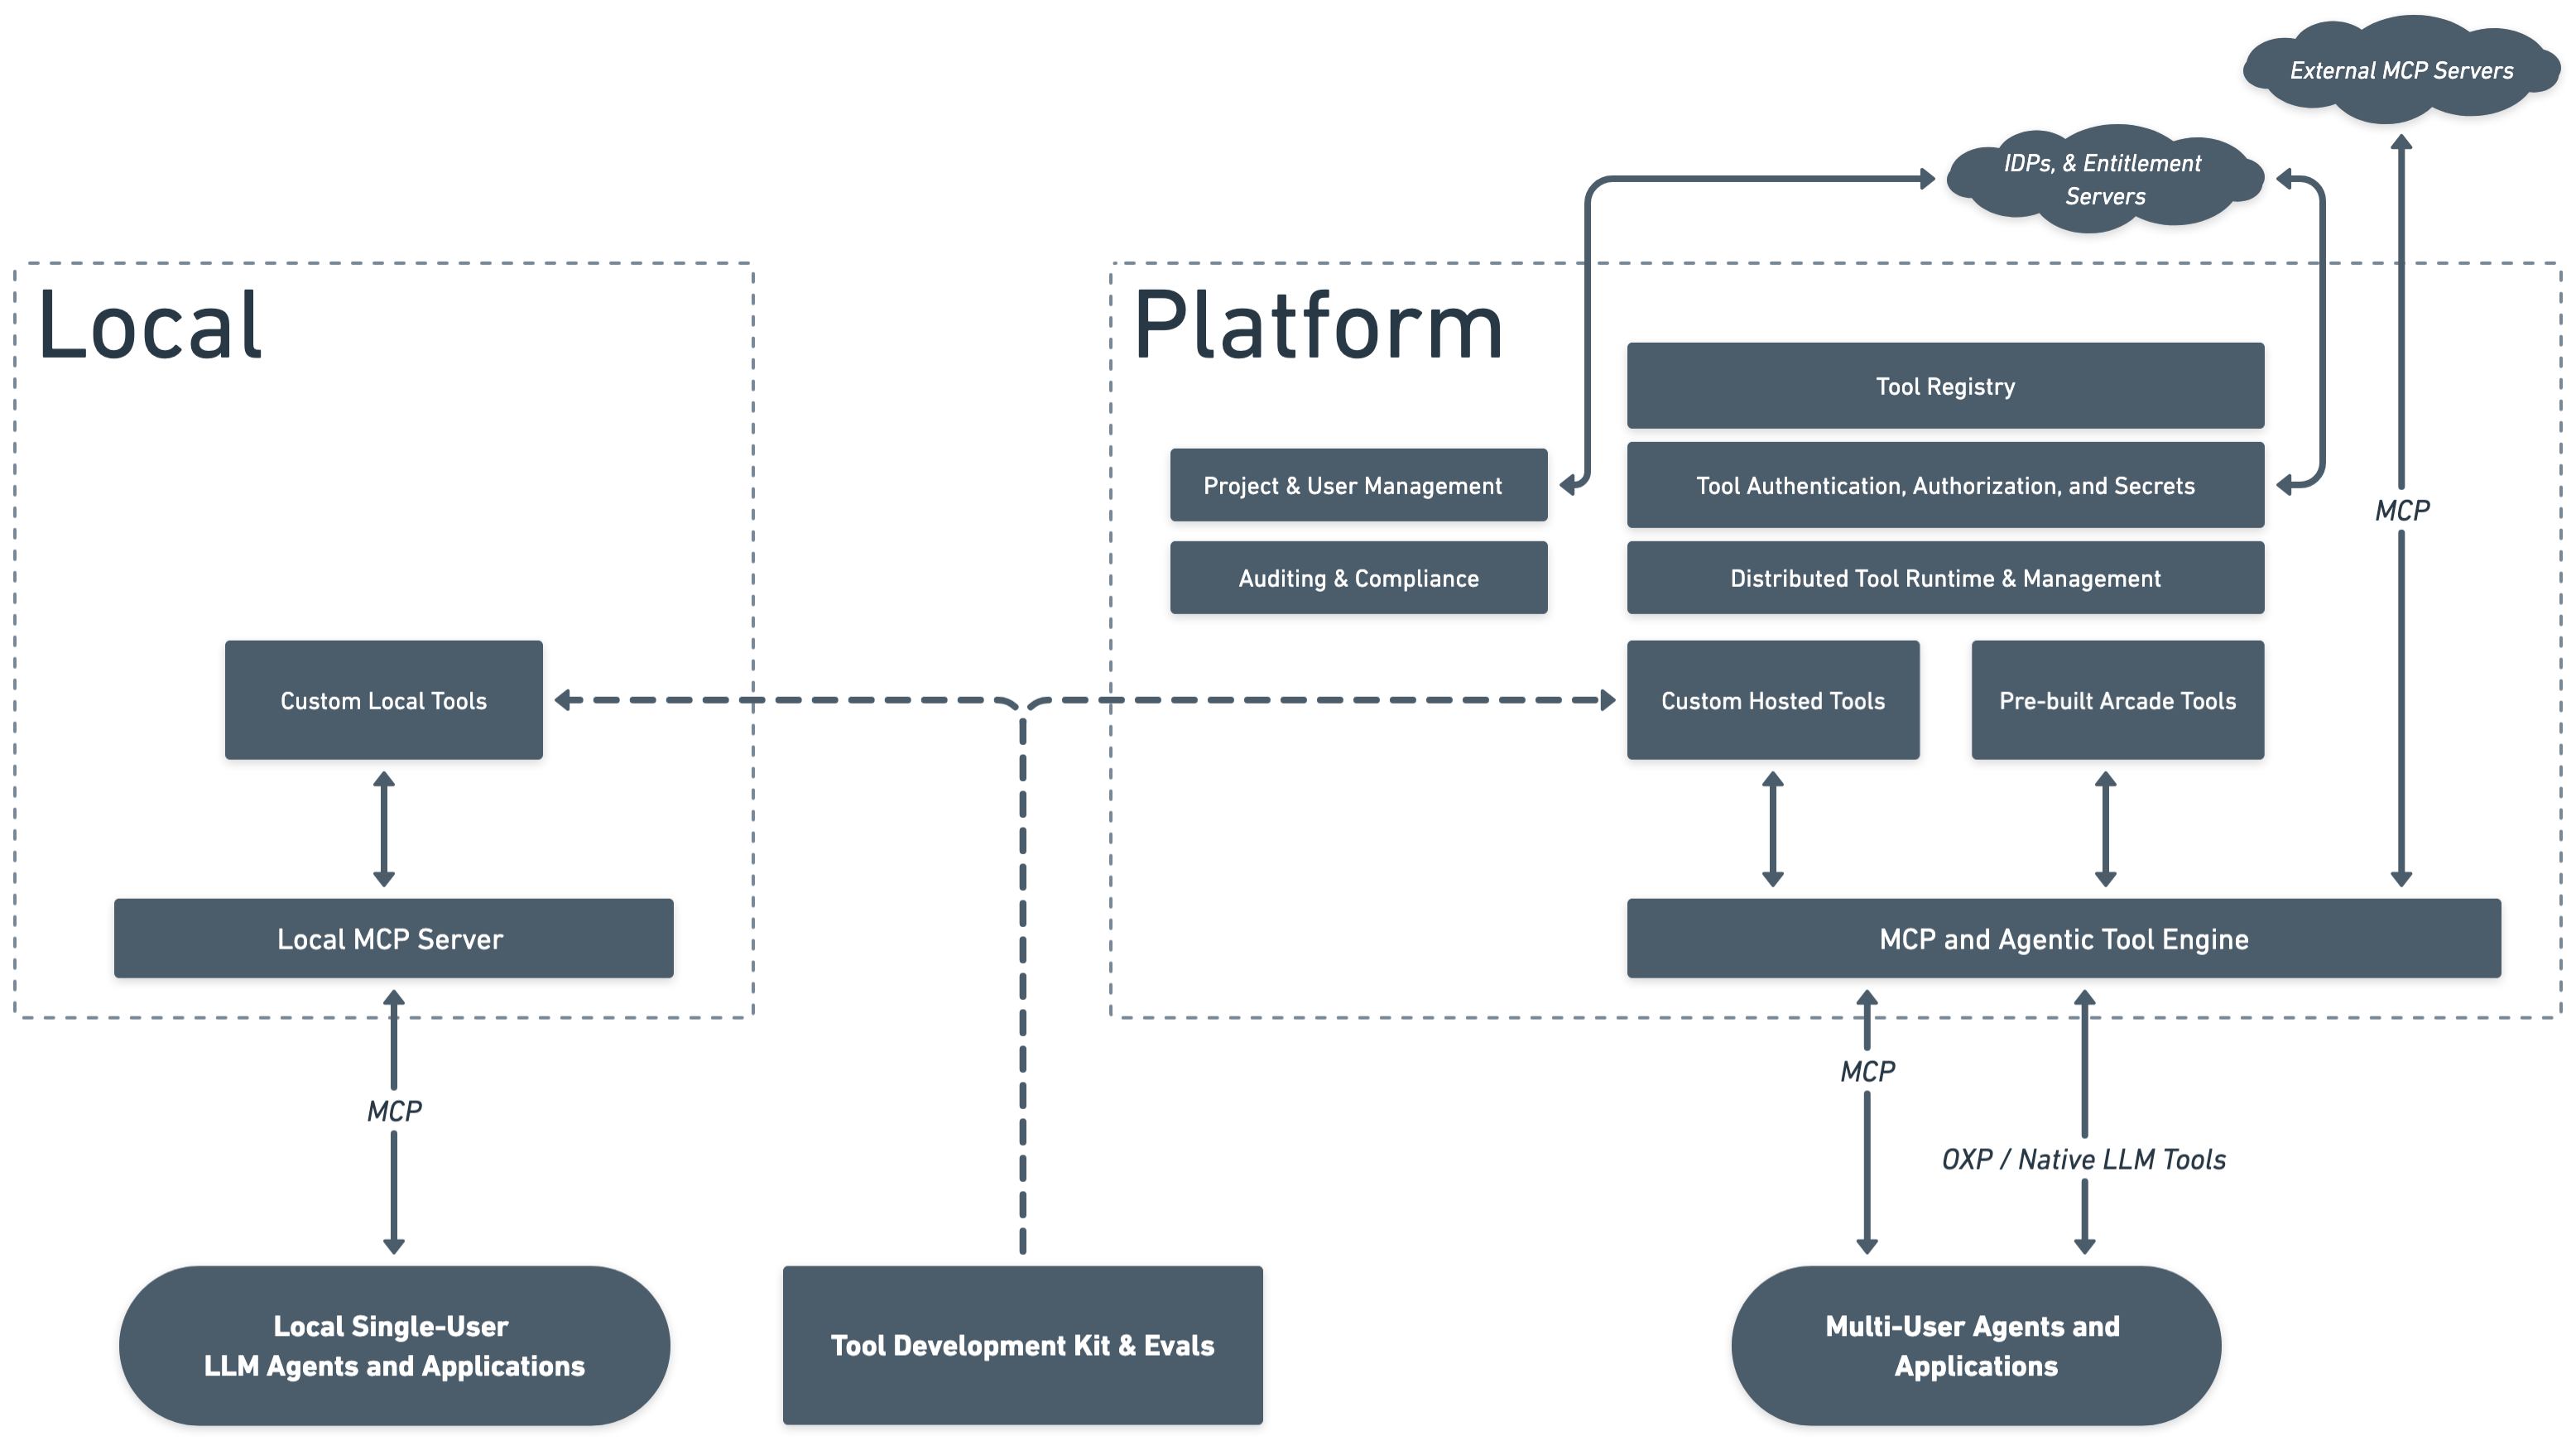 External MCP Servers
IDPs, & Entitlement
Servers
Local
Platform
Tool Registry
Project & User Management
Tool Authentication, Authorization, and Secrets
MCP
Auditing & Compliance
Distributed Tool Runtime & Management
Custom Local Tools
Custom Hosted Tools
Pre-built Arcade Tools
Local MCP Server
MCP and Agentic Tool Engine
MCP
MCP
OXP / Native LLM Tools
Local Single-User
LLM Agents and Applications
Tool Development Kit & Evals
Multi-User Agents and
Applications